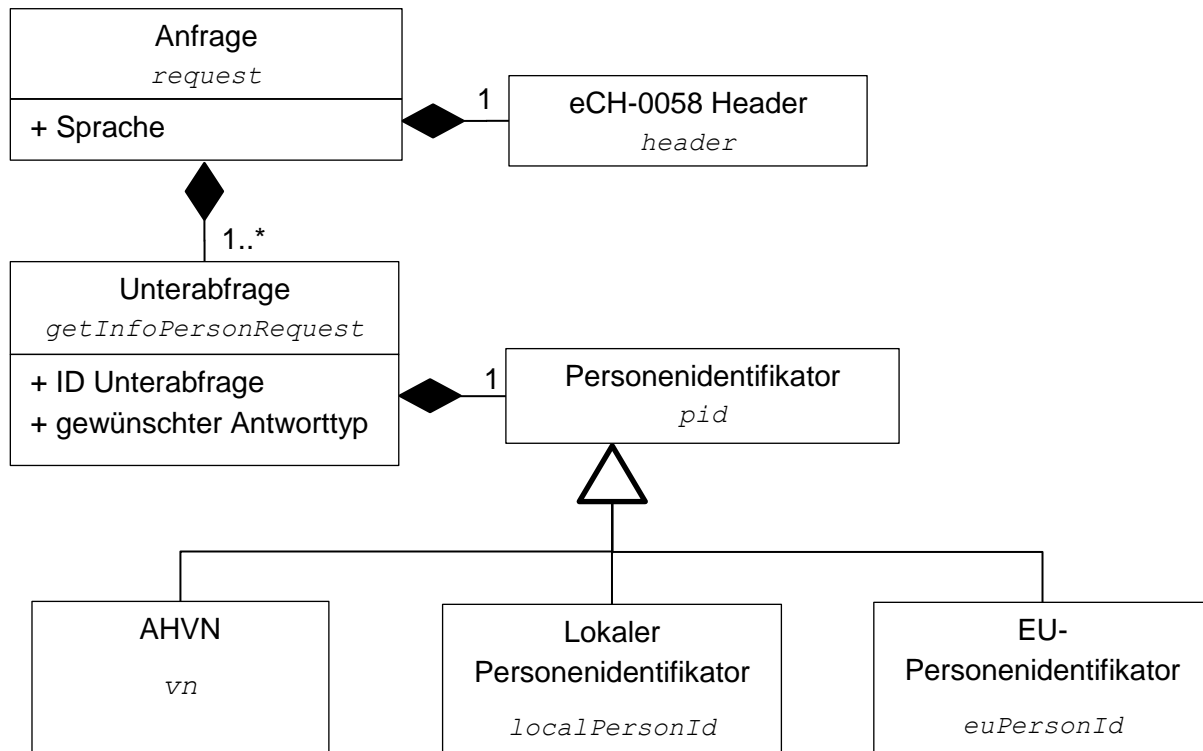 Anfrage
request
+ Sprache
1
eCH-0058 Header
header
1..*
Unterabfrage
getInfoPersonRequest
+ ID Unterabfrage
+ gewünschter Antworttyp
1
Personenidentifikator
pid
AHVN
vn
Lokaler
Personenidentifikator
localPersonId
EU-
Personenidentifikator
euPersonId